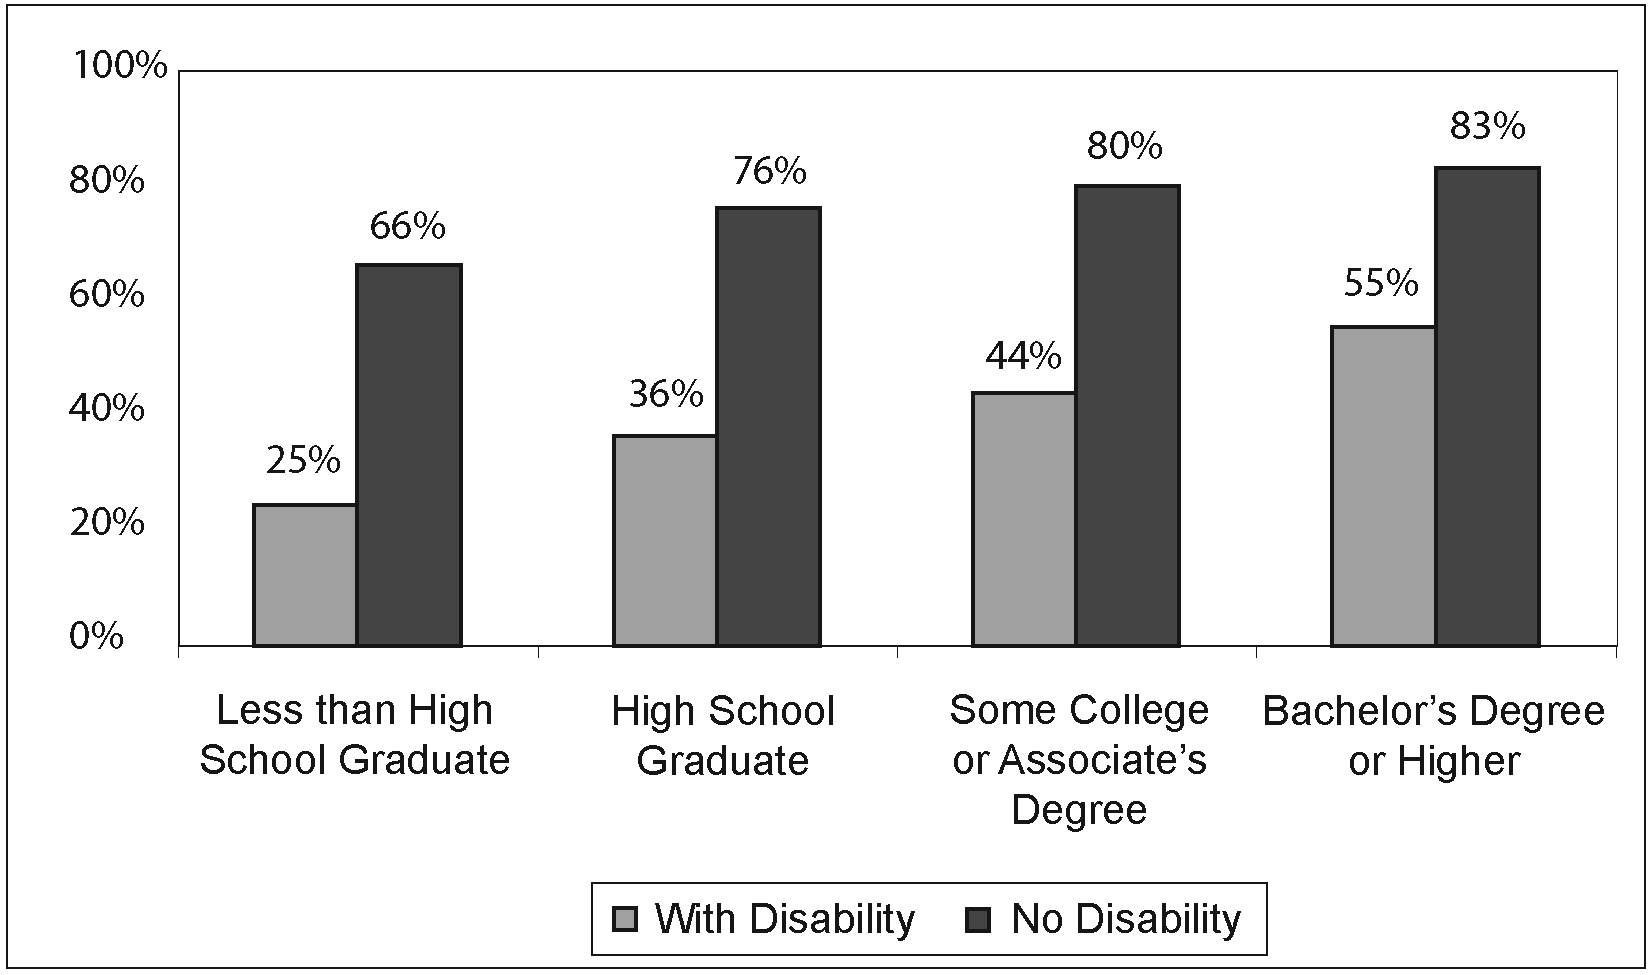 100%
80%
60%
40%
20%
0%
25%
66%
36%
76%
44%
80%
55%
83%
Less than High
School Graduate
High School
Graduate
Some College
or Associate’s
Degree
Bachelor’s Degree
or Higher
With Disability
No Disability